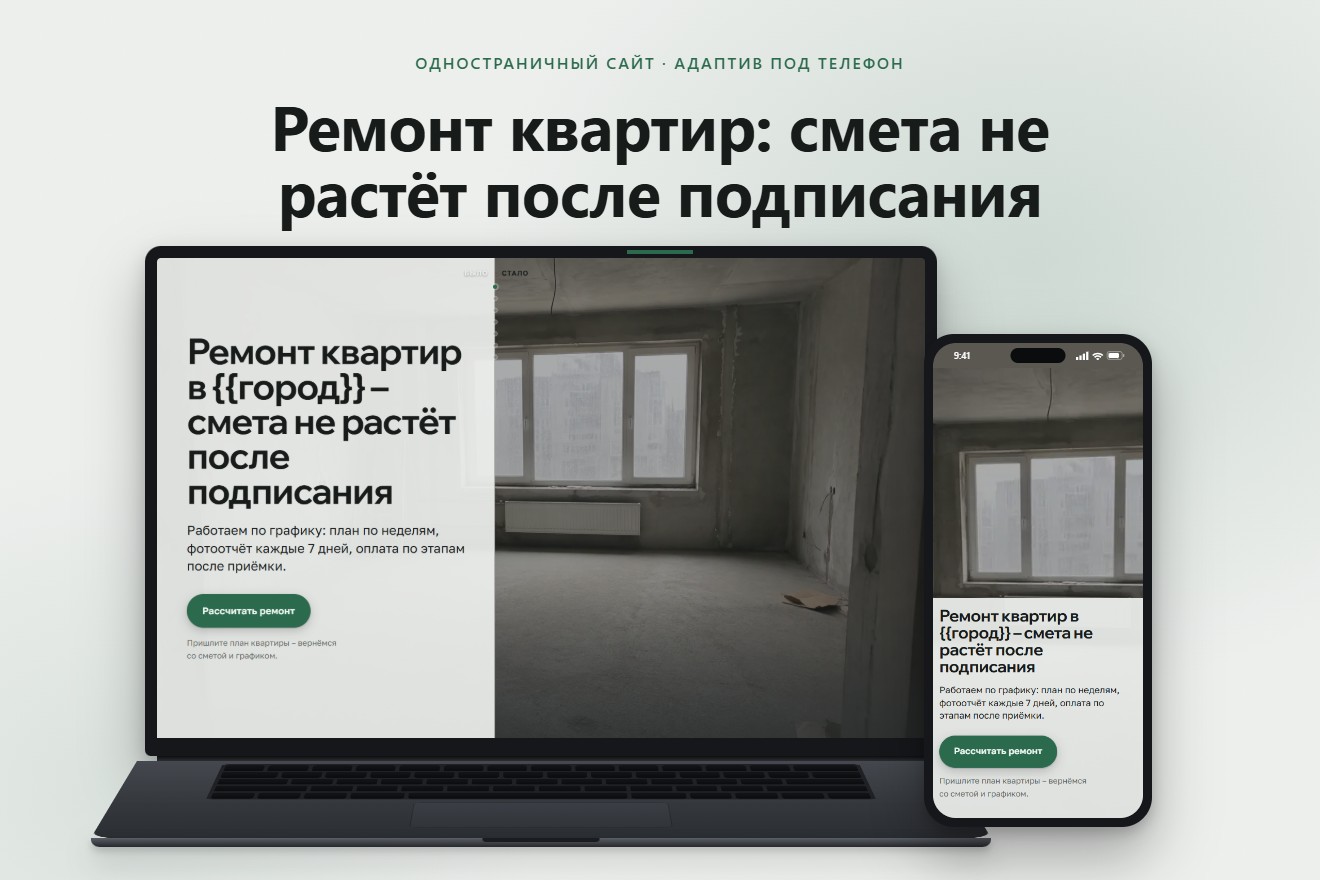 ОДНОСТРАНИЧНЫЙ САЙТ · АДАПТИВ ПОД ТЕЛЕФОН
Ремонт квартир: смета не
растёт после подписания
БЫЛО СТАЛО
Ремонт квартир
в {{город}} –
смета не растёт
после
подписания
Работаем по графику: план по неделям,
фотоотчёт каждые 7 дней, оплата по этапам
после приёмки.
Рассчитать ремонт
Пришлите план квартиры – вернёмся
со сметой и графиком.
9:41
Ремонт квартир в
{{город}} – смета не
растёт после
подписания
Работаем по графику: план по неделям,
фотоотчёт каждые 7 дней, оплата по
этапам после приёмки.
Рассчитать ремонт
Пришлите план квартиры – вернёмся
со сметой и графиком.